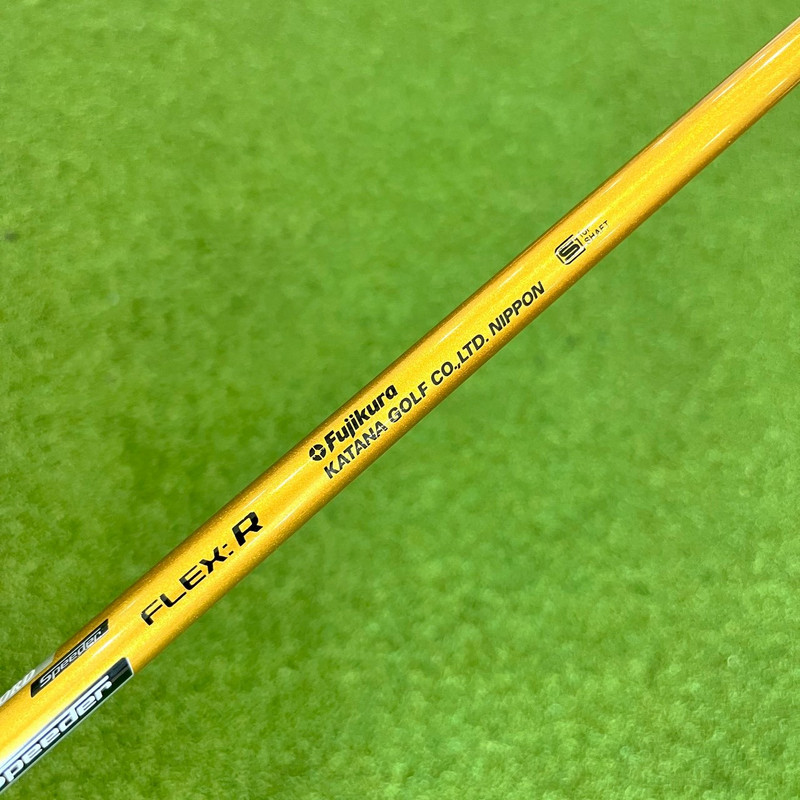 Speeder
Speeder
FLEX: R
Fujikura
KATANA GOLF CO.,LTD. NIPPON
S
SHAFT